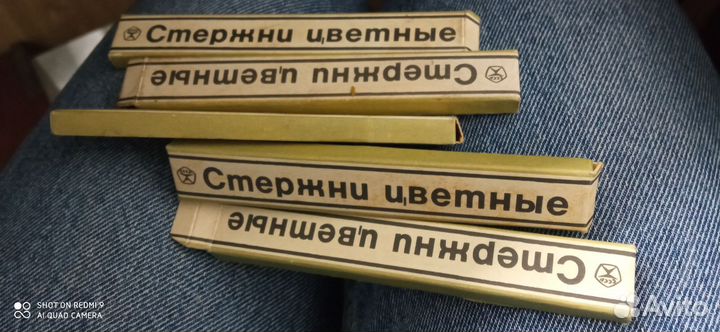 Стержни цветные
Стержни цветные
Стержни цветные
Стержни цветные
SHOT ON REDMI 9
AI QUAD CAMERA
Avito